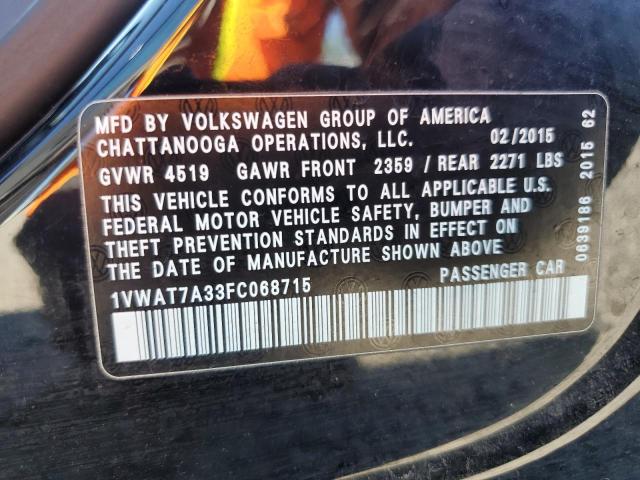 MFD BY VOLKSWAGEN GROUP OF AMERICA
CHATTANOOGA OPERATIONS, LLC. 02/2015
GVWR 4519 GAWR FRONT 2359 / REAR 2271 LBS
THIS VEHICLE CONFORMS TO ALL APPLICABLE U.S.
FEDERAL MOTOR VEHICLE SAFETY, BUMPER AND
THEFT PREVENTION STANDARDS IN EFFECT ON
THE DATE OF MANUFACTURE SHOWN ABOVE
1VWAT7A33FC068715 PASSENGER CAR
0639186 2015 62